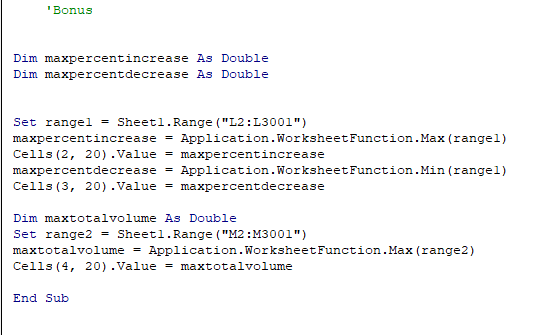 'Bonus
Dim maxpercentincrease As Double
Dim maxpercentdecrease As Double
Set range1 = Sheet1.Range("L2:L3001")
maxpercentincrease = Application.WorksheetFunction.Max(range1)
Cells(2, 20).Value = maxpercentincrease
maxpercentdecrease = Application.WorksheetFunction.Min(range1)
Cells(3, 20).Value = maxpercentdecrease
Dim maxtotalvolume As Double
Set range2 = Sheet1.Range("M2:M3001")
maxtotalvolume = Application.WorksheetFunction.Max(range2)
Cells(4, 20).Value = maxtotalvolume
End Sub